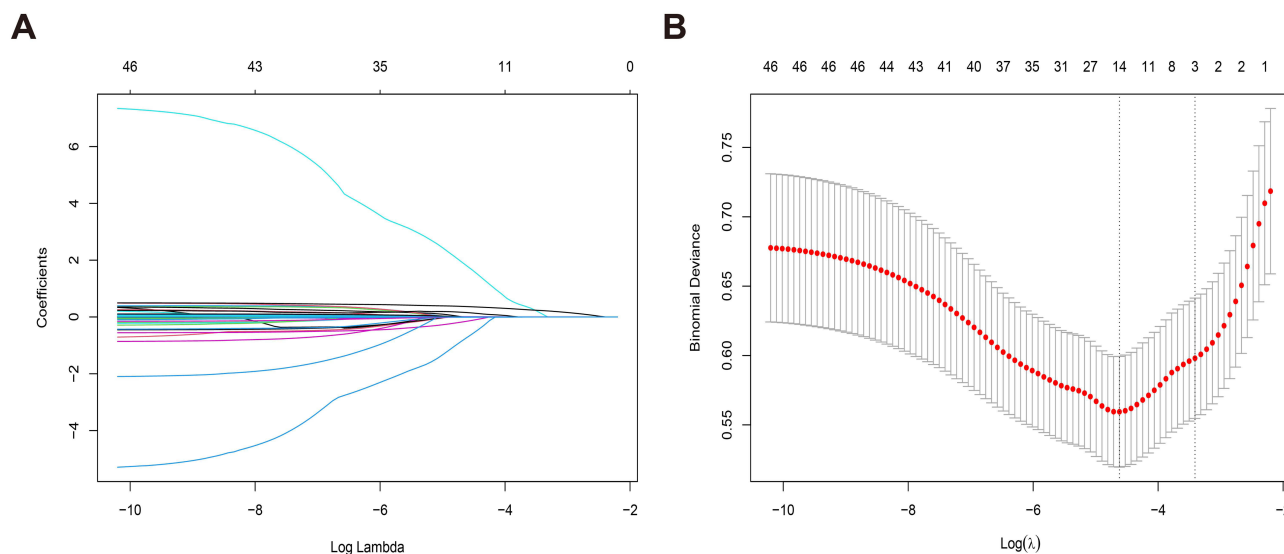 A
46 43 35 11 0
6
4
2
0
−2
−4
Coefficients
−10 −8 −6 −4 −2
Log Lambda
B
46 46 46 46 44 43 41 40 37 35 31 27 14 11 8 3 2 2 1
0.75
0.70
0.65
0.60
0.55
Binomial Deviance
−10 −8 −6 −4 −2
Log(λ)